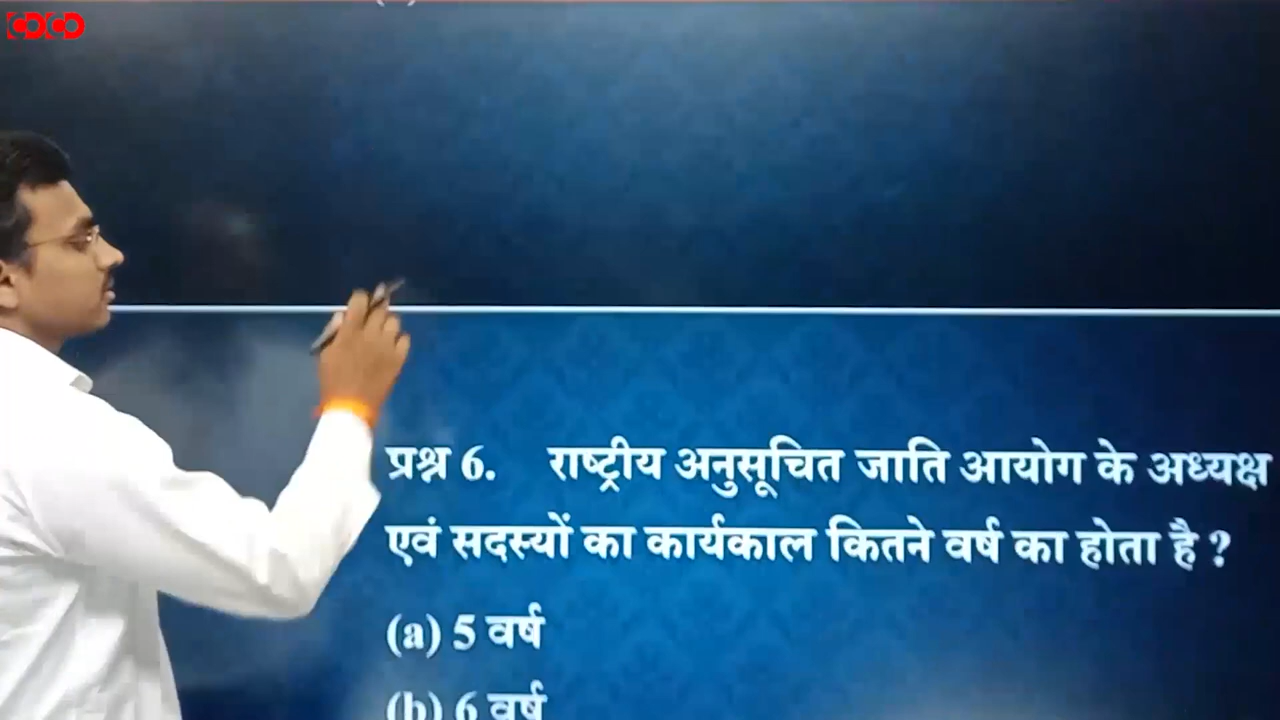 प्रश्न 6. राष्ट्रीय अनुसूचित जाति आयोग के अध्यक्ष
एवं सदस्यों का कार्यकाल कितने वर्ष का होता है ?
(a) 5 वर्ष
(b) 6 वर्ष